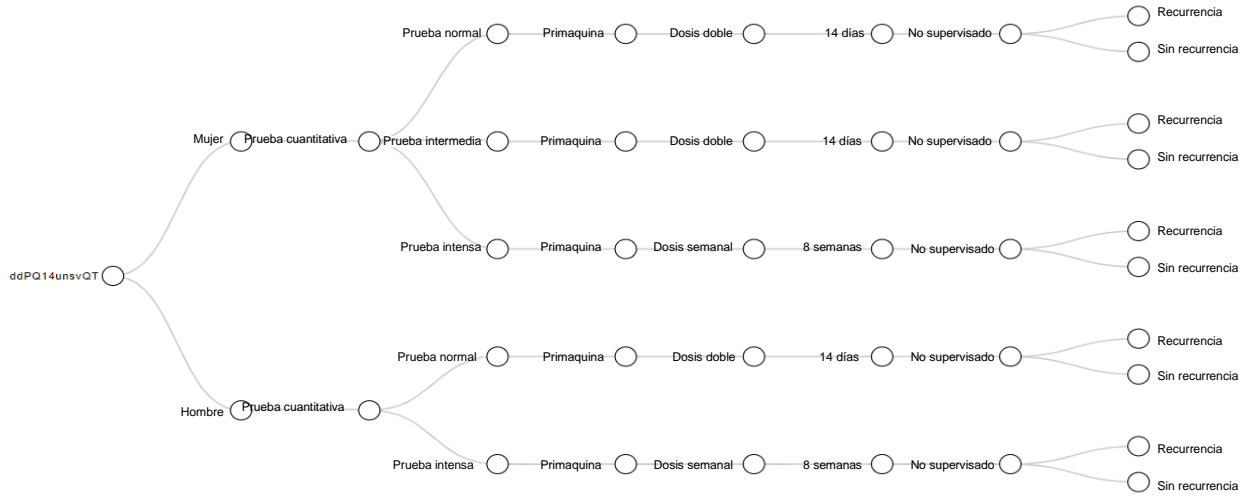 Prueba normal Primaquina Dosis doble 14 días No supervisado Recurrencia
Sin recurrencia
Mujer Prueba cuantitativa Prueba intermedia Primaquina Dosis doble 14 días No supervisado Recurrencia
Sin recurrencia
Prueba intensa Primaquina Dosis semanal 8 semanas No supervisado Recurrencia
Sin recurrencia
ddPQ14unsvQT
Prueba normal Primaquina Dosis doble 14 días No supervisado Recurrencia
Sin recurrencia
Hombre Prueba cuantitativa
Prueba intensa Primaquina Dosis semanal 8 semanas No supervisado Recurrencia
Sin recurrencia